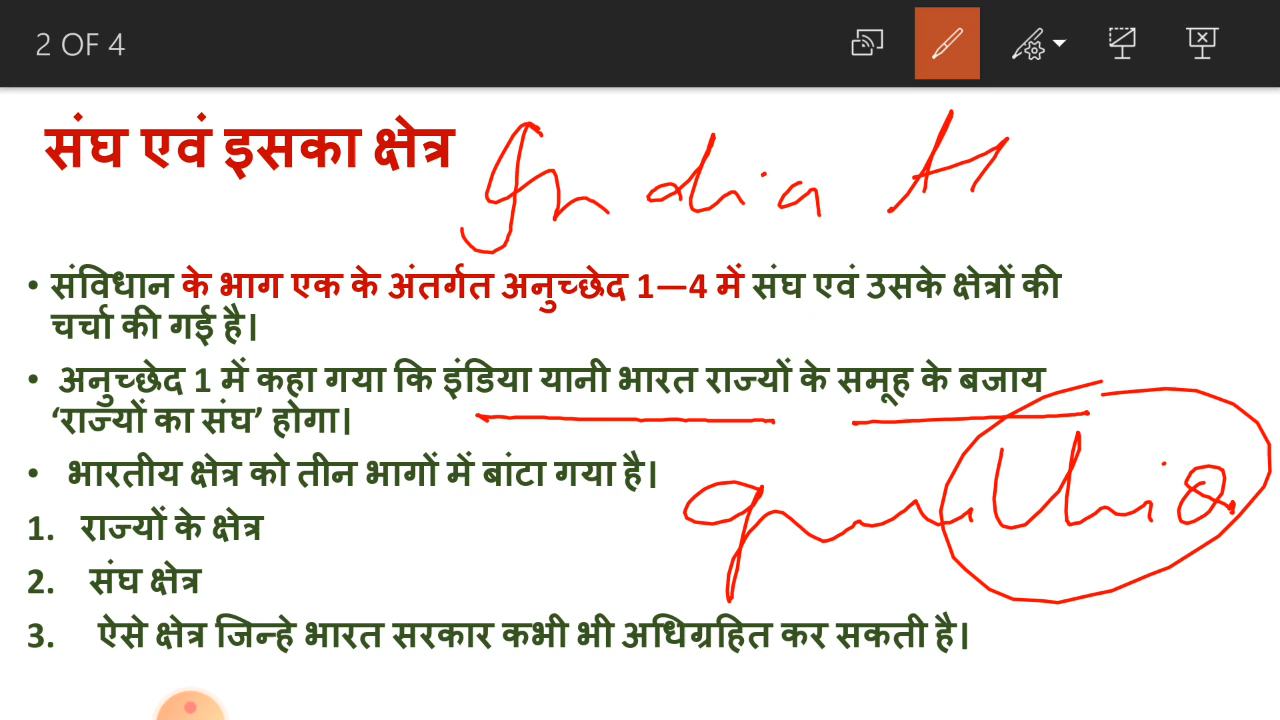 2 OF 4
संघ एवं इसका क्षेत्र
India
• संविधान के भाग एक के अंतर्गत अनुच्छेद 1—4 में संघ एवं उसके क्षेत्रों की
चर्चा की गई है।
• अनुच्छेद 1 में कहा गया कि इंडिया यानी भारत राज्यों के समूह के बजाय
‘राज्यों का संघ’ होगा।
• भारतीय क्षेत्र को तीन भागों में बांटा गया है।
1. राज्यों के क्षेत्र
2. संघ क्षेत्र
3. ऐसे क्षेत्र जिन्हे भारत सरकार कभी भी अधिग्रहित कर सकती है।